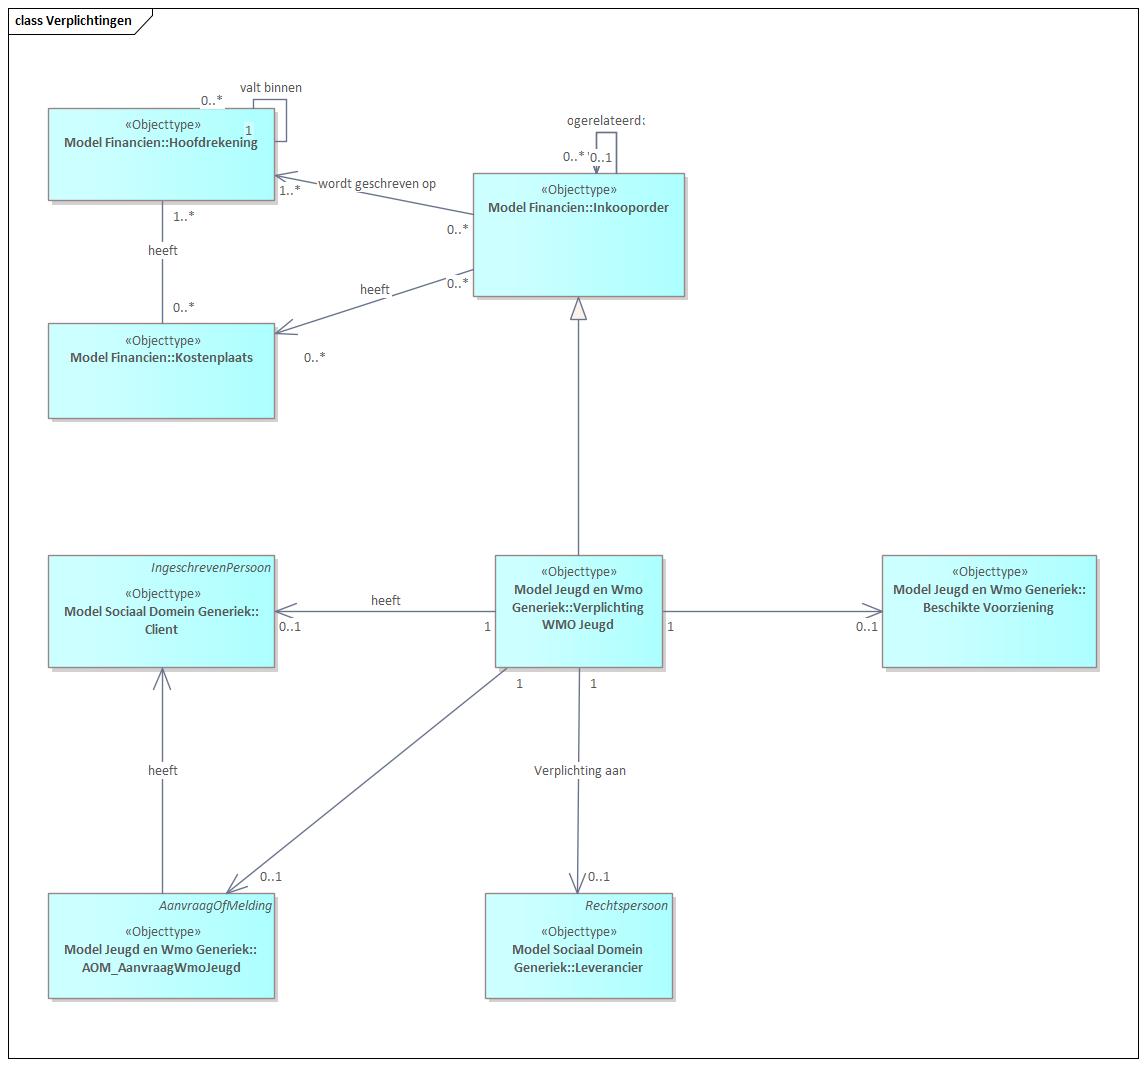 class Verplichtingen
valt binnen
0..*
1
«Objecttype»
Model Financien::Hoofdrekening
ogerelateerd:
0..*
'0..1
«Objecttype»
Model Financien::Inkooporder
wordt geschreven op
1..*
0..*
1..*
heeft
0..*
heeft
0..*
0..*
«Objecttype»
Model Financien::Kostenplaats
IngeschrevenPersoon
«Objecttype»
Model Sociaal Domein Generiek::
Client
heeft
0..1
1
«Objecttype»
Model Jeugd en Wmo
Generiek::Verplichting
WMO Jeugd
1
0..1
«Objecttype»
Model Jeugd en Wmo Generiek::
Beschikte Voorziening
1
1
heeft
Verplichting aan
0..1
0..1
AanvraagOfMelding
«Objecttype»
Model Jeugd en Wmo Generiek::
AOM_AanvraagWmoJeugd
Rechtspersoon
«Objecttype»
Model Sociaal Domein
Generiek::Leverancier